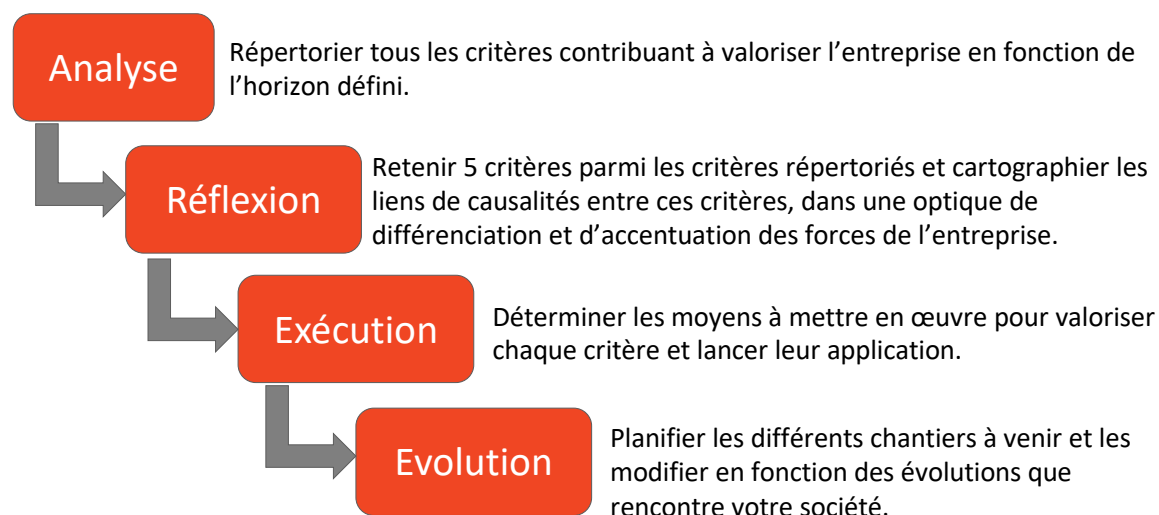 Analyse
Répertorier tous les critères contribuant à valoriser l’entreprise en fonction de
l’horizon défini.
Réflexion
Retenir 5 critères parmi les critères répertoriés et cartographier les
liens de causalités entre ces critères, dans une optique de
différenciation et d’accentuation des forces de l’entreprise.
Exécution
Déterminer les moyens à mettre en œuvre pour valoriser
chaque critère et lancer leur application.
Evolution
Planifier les différents chantiers à venir et les
modifier en fonction des évolutions que
rencontre votre société.